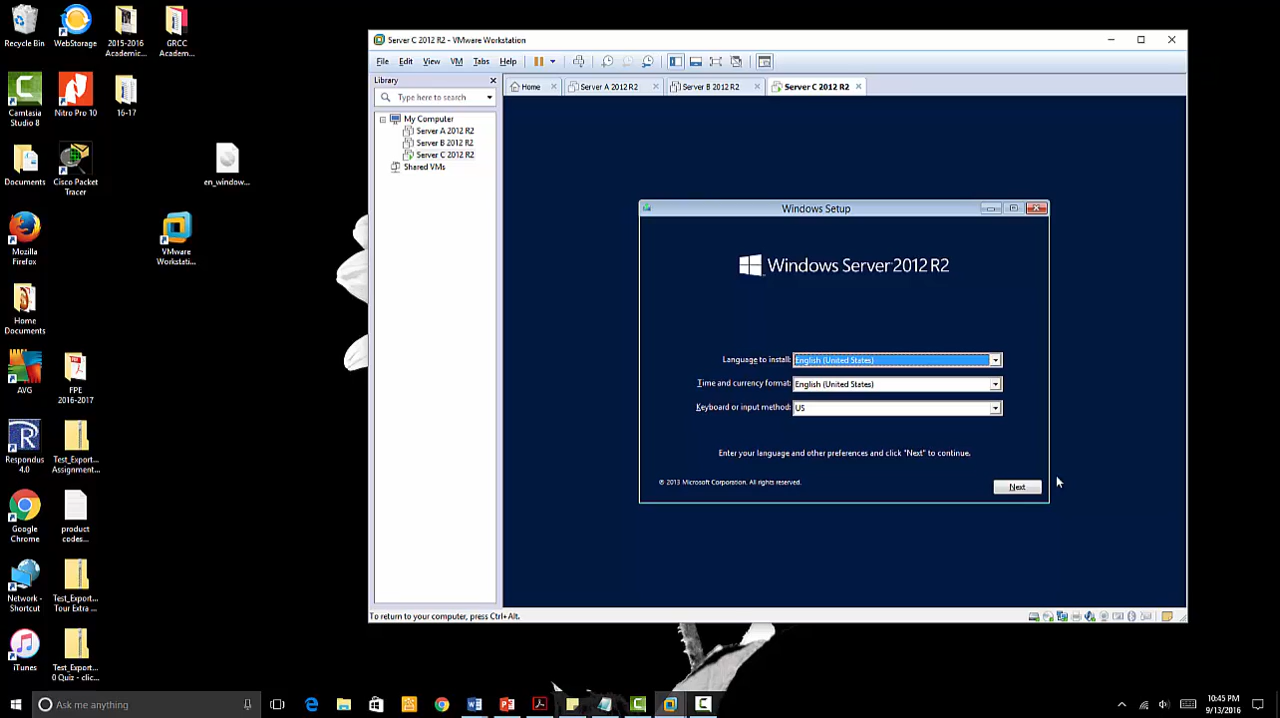 Recycle Bin
WebStorage
2015-2016
Academic...
GRCC
Academ...
Camtasia
Studio 8
Nitro Pro 10
16-17
Documents
Cisco Packet
Tracer
en_window...
Mozilla
Firefox
VMware
Workstati...
Home
Documents
AVG
FPE
2016-2017
Respondus
4.0
Test_Export...
Assignment...
Google
Chrome
product
codes...
Network -
Shortcut
Test_Export...
Tour Extra ...
iTunes
Test_Export...
0 Quiz - clic...
Server C 2012 R2 - VMware Workstation
File Edit View VM Tabs Help
Library
Type here to search
My Computer
Server A 2012 R2
Server B 2012 R2
Server C 2012 R2
Shared VMs
Home
Server A 2012 R2
Server B 2012 R2
Server C 2012 R2
Windows Setup
Windows Server 2012 R2
Language to install: English (United States)
Time and currency format: English (United States)
Keyboard or input method: US
Enter your language and other preferences and click "Next" to continue.
© 2013 Microsoft Corporation. All rights reserved.
Next
To return to your computer, press Ctrl+Alt.
Ask me anything
10:45 PM
9/13/2016